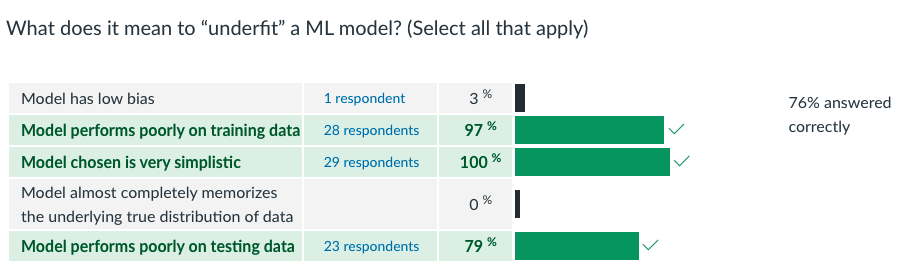 What does it mean to “underfit” a ML model? (Select all that apply)
Model has low bias 1 respondent 3 %
76% answered
correctly
Model performs poorly on training data 28 respondents 97 %
Model chosen is very simplistic 29 respondents 100 %
Model almost completely memorizes
the underlying true distribution of data 0 %
Model performs poorly on testing data 23 respondents 79 %